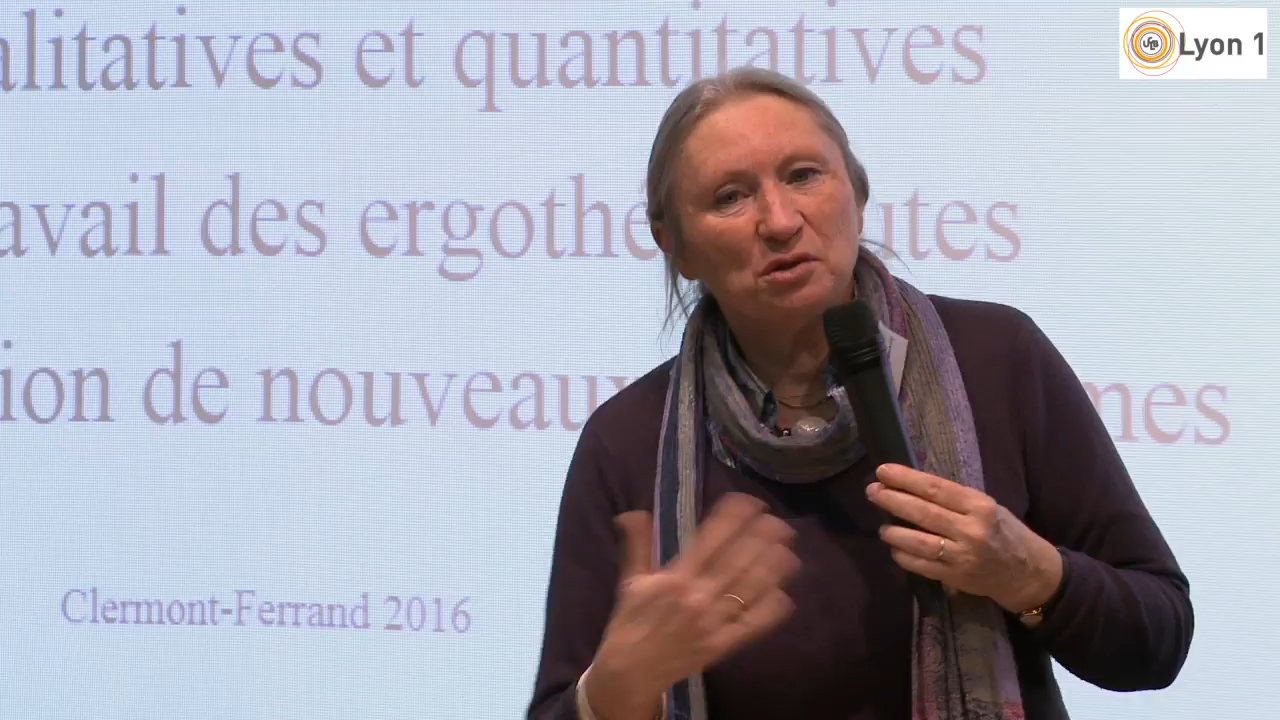 alitatives et quantitatives
avail des ergothé utes
ion de nouveau mes
Clermont-Ferrand 2016
Lyon 1